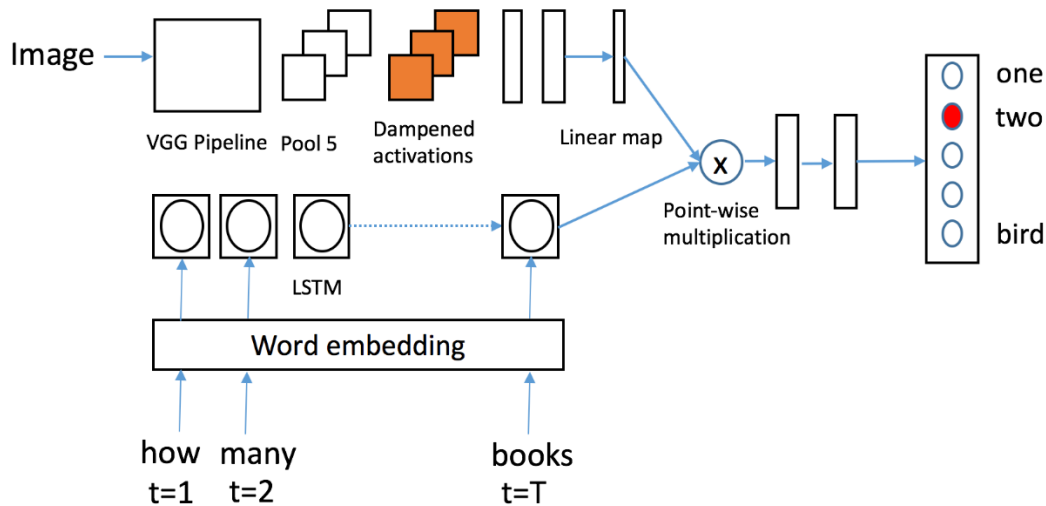 Image
VGG Pipeline
Pool 5
Dampened
activations
Linear map
x
Point-wise
multiplication
one
two
bird
LSTM
Word embedding
how
t=1
many
t=2
books
t=T